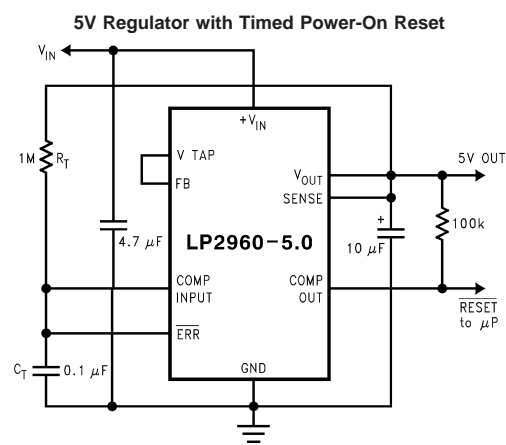 5V Regulator with Timed Power-On Reset
VIN
+VIN
1M RT
V TAP
FB
VOUT
SENSE
5V OUT
+
100k
4.7 μF
LP2960-5.0
10 μF
COMP
INPUT
COMP
OUT
RESET
to μP
ERR
CT 0.1 μF
GND